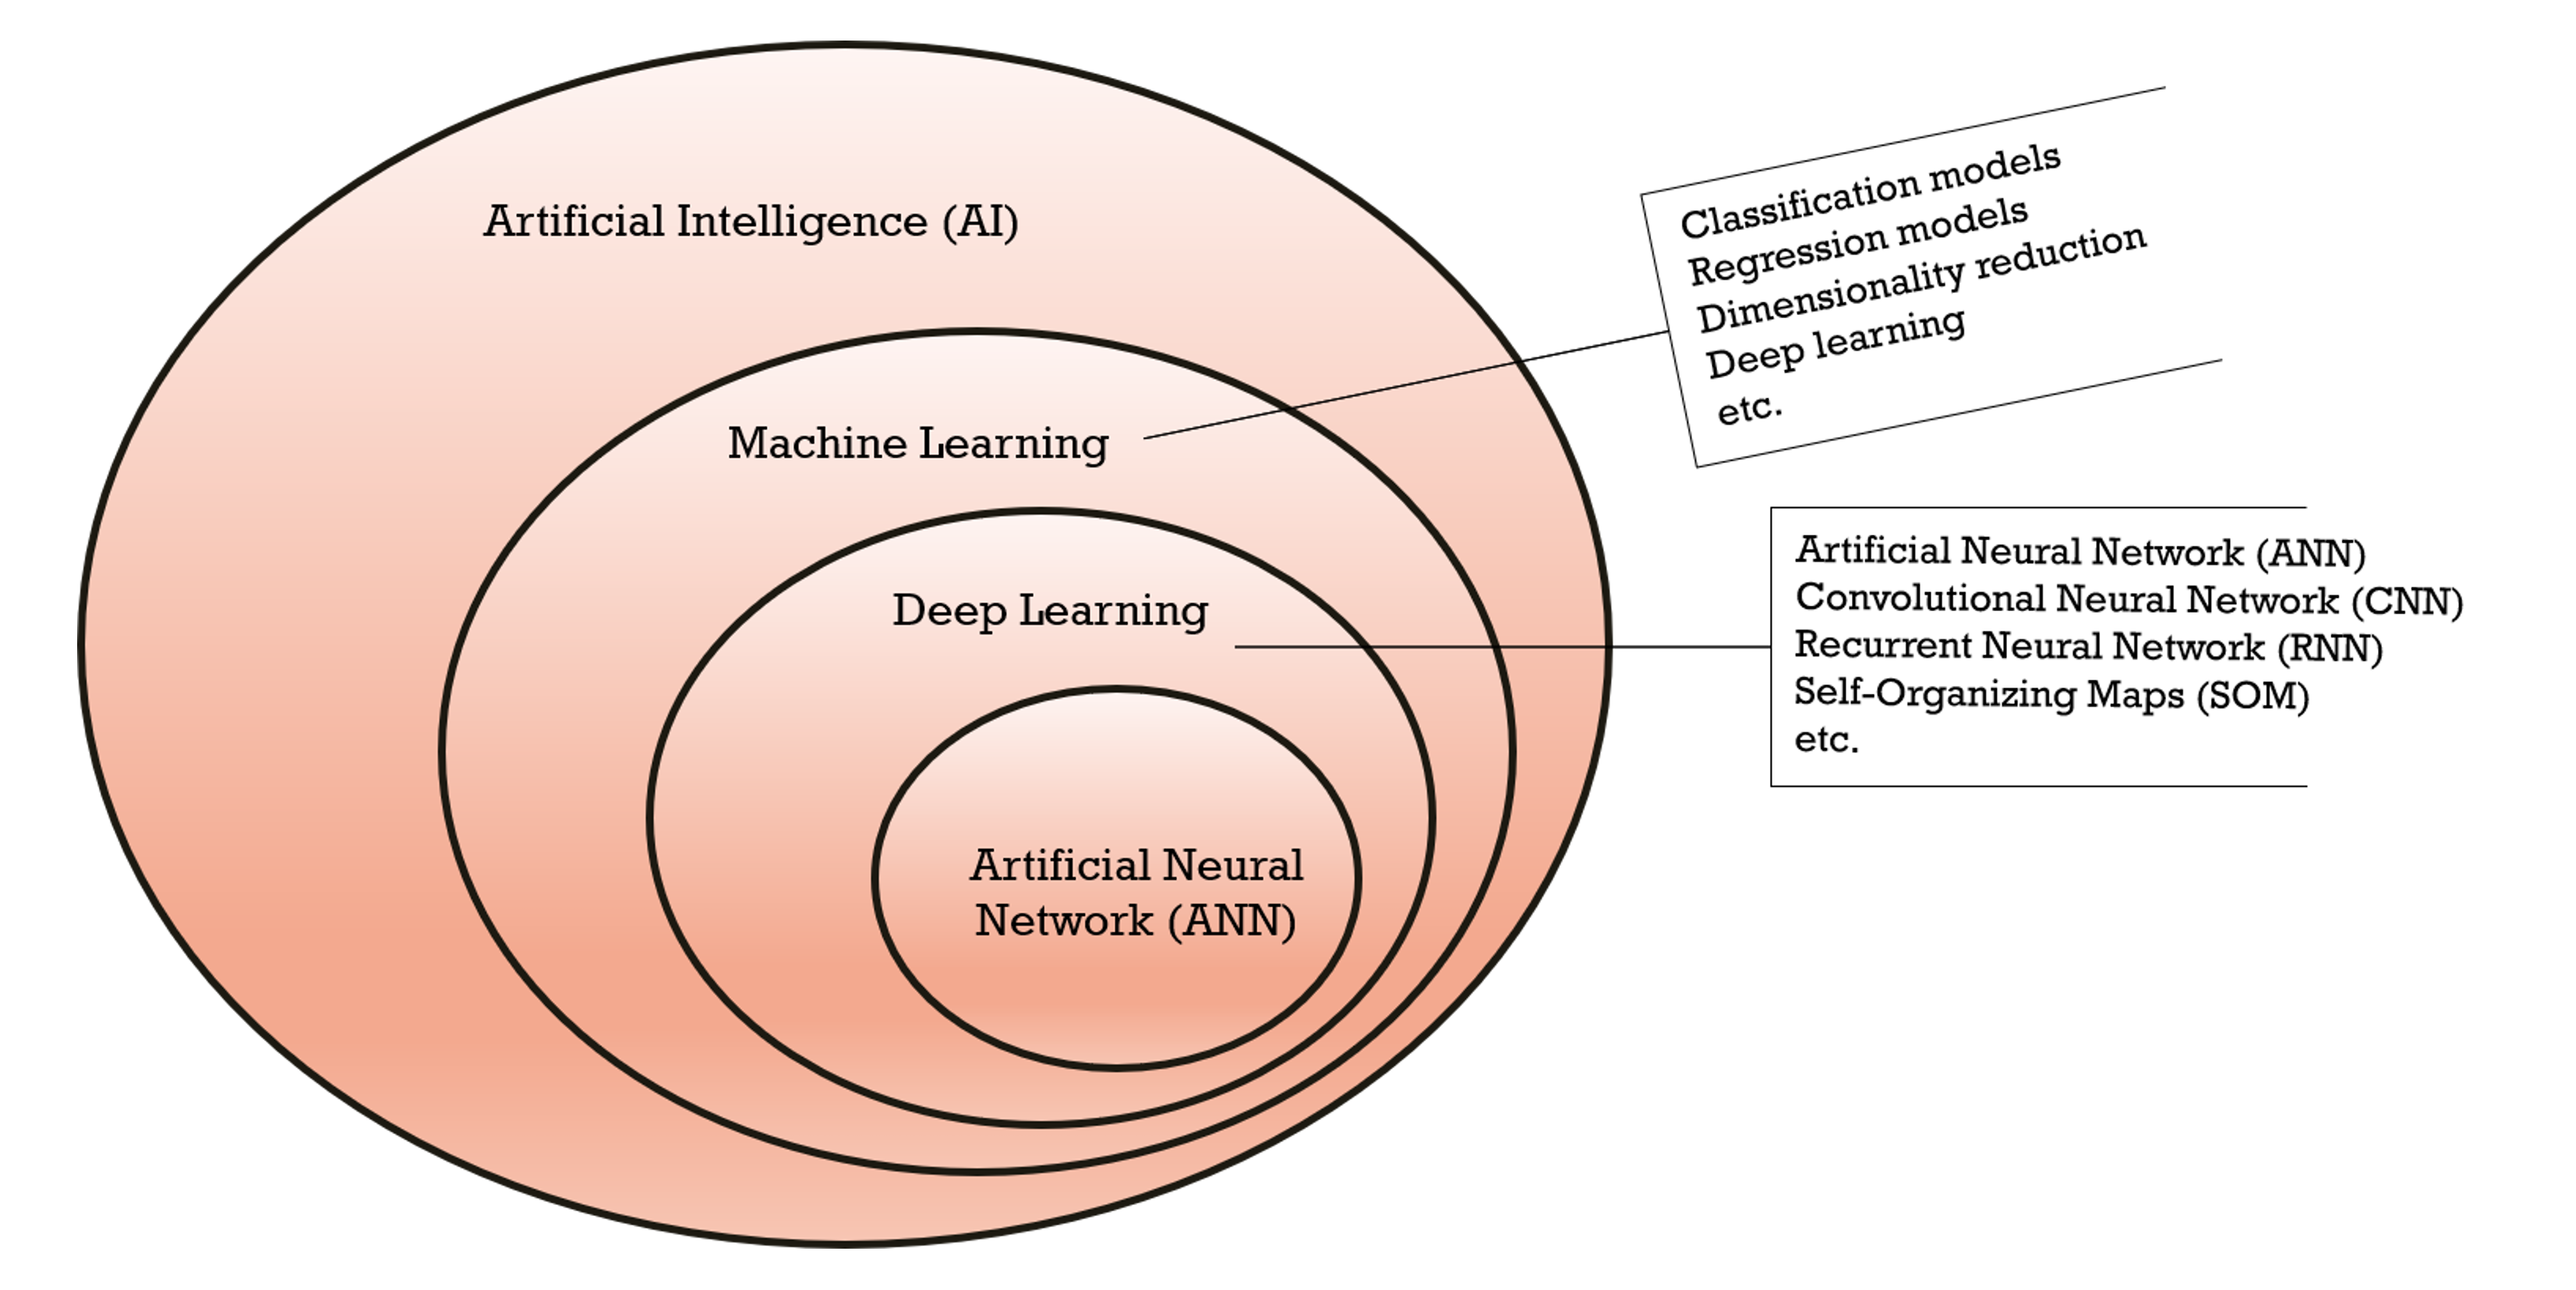 Artificial Intelligence (AI)
Machine Learning
Deep Learning
Artificial Neural
Network (ANN)
Classification models
Regression models
Dimensionality reduction
Deep learning
etc.
Artificial Neural Network (ANN)
Convolutional Neural Network (CNN)
Recurrent Neural Network (RNN)
Self-Organizing Maps (SOM)
etc.